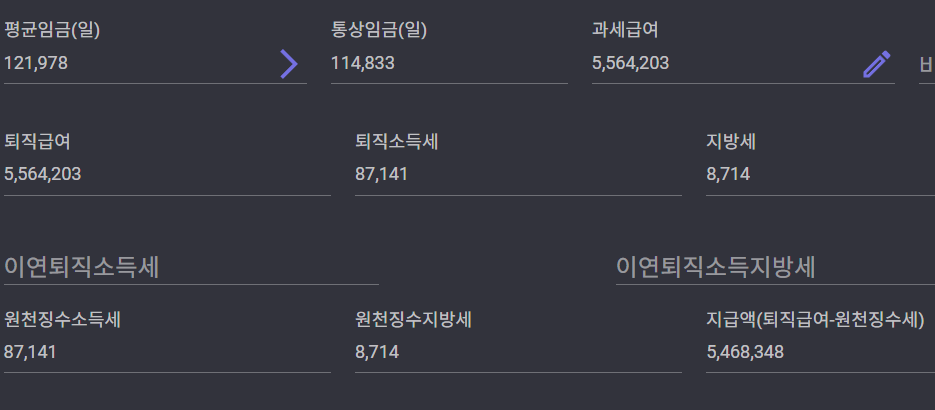 평균임금(일) 통상임금(일) 과세급여
121,978 114,833 5,564,203
퇴직급여 퇴직소득세 지방세
5,564,203 87,141 8,714
이연퇴직소득세 이연퇴직소득지방세
원천징수소득세 원천징수지방세 지급액(퇴직급여-원천징수세)
87,141 8,714 5,468,348